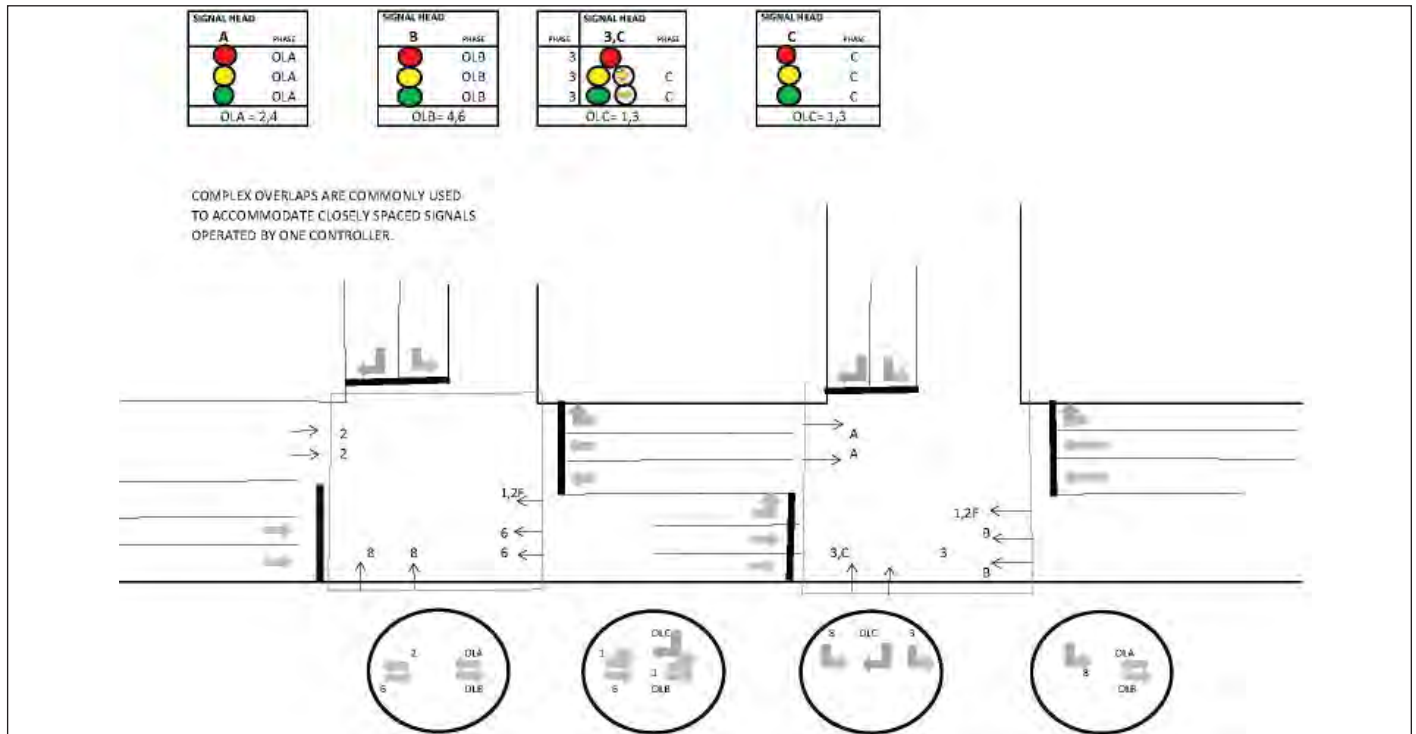 SIGNAL HEAD
A PHASE
OLA
OLA
OLA
OLA = 2,4
SIGNAL HEAD
B PHASE
OLB
OLB
OLB
OLB= 4,6
SIGNAL HEAD
PHASE 3,C PHASE
3
3 C
3 C
OLC= 1,3
SIGNAL HEAD
C PHASE
C
C
C
OLC= 1,3
COMPLEX OVERLAPS ARE COMMONLY USED
TO ACCOMMODATE CLOSELY SPACED SIGNALS
OPERATED BY ONE CONTROLLER.
2
2
A
A
1,2F
6
6
8 8
1,2F
B
B
3,C 3
2 OLA
6 OLB
OLC
1 1
6 OLB
8 OLC 3
OLA
8 OLB